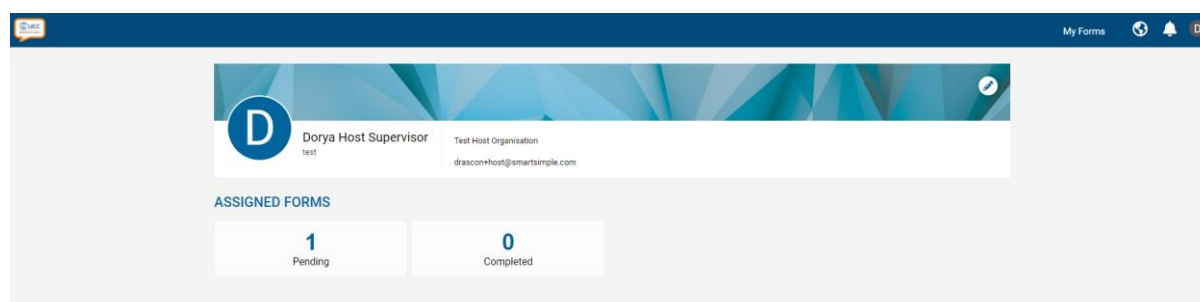 UICC
My Forms
D
D
Dorya Host Supervisor
test
Test Host Organisation
drascon+host@smartsimple.com
ASSIGNED FORMS
1
Pending
0
Completed